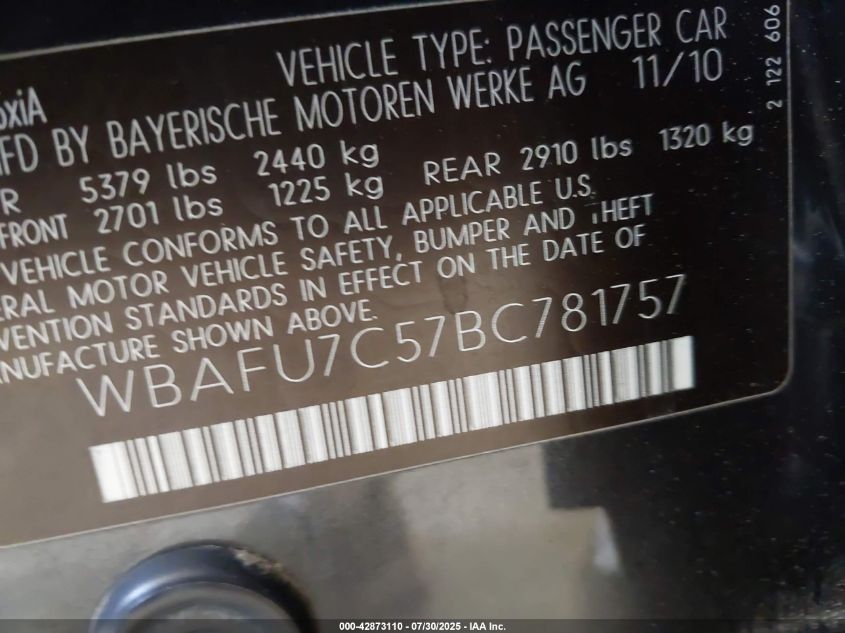 VEHICLE TYPE: PASSENGER CAR
MFD BY BAYERISCHE MOTOREN WERKE AG 11/10
5379 lbs 2440 kg
FRONT 2701 lbs 1225 kg REAR 2910 lbs 1320 kg
VEHICLE CONFORMS TO ALL APPLICABLE U.S.
ERAL MOTOR VEHICLE SAFETY, BUMPER AND THEFT
VENTION STANDARDS IN EFFECT ON THE DATE OF
ANUFACTURE SHOWN ABOVE.
WBAFU7C57BC781757
2 122 606
000-42873110 - 07/30/2025 - IAA Inc.